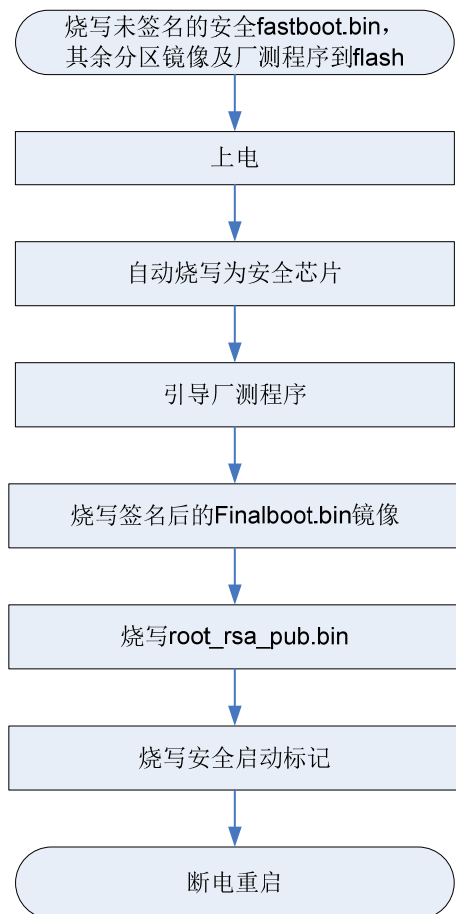 烧写未签名的安全fastboot.bin，
其余分区镜像及厂测程序到flash
上电
自动烧写为安全芯片
引导厂测程序
烧写签名后的Finalboot.bin镜像
烧写root_rsa_pub.bin
烧写安全启动标记
断电重启